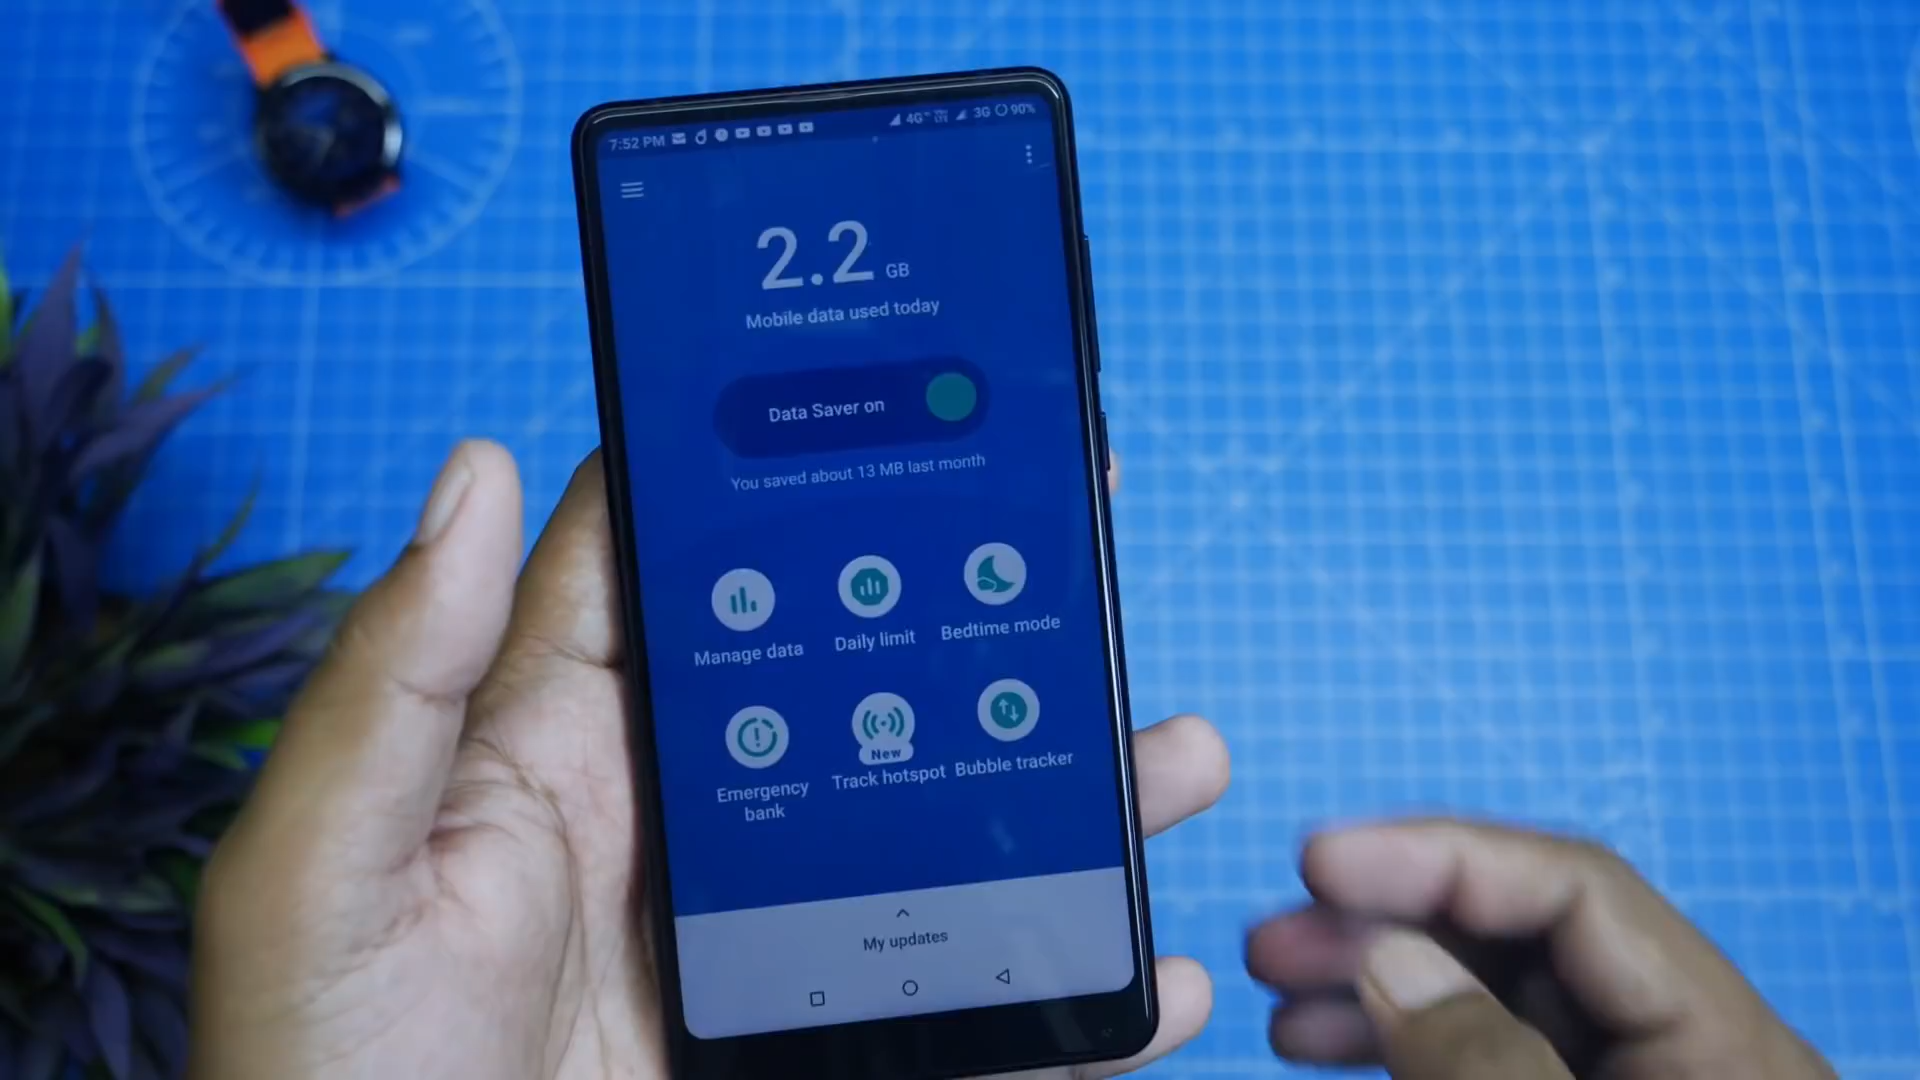 7:52 PM 4G VoLTE 3G 90%
2.2 GB
Mobile data used today
Data Saver on
You saved about 13 MB last month
Manage data
Daily limit
Bedtime mode
Emergency bank
New
Track hotspot
Bubble tracker
My updates